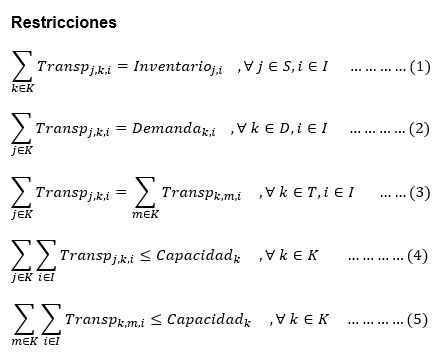 Restricciones
∑_{k∈K} Transp_{j,k,i} = Inventario_{j,i} , ∀ j ∈ S, i ∈ I … … … … (1)
∑_{j∈K} Transp_{j,k,i} = Demanda_{k,i} , ∀ k ∈ D, i ∈ I … … … … (2)
∑_{j∈K} Transp_{j,k,i} = ∑_{m∈K} Transp_{k,m,i} , ∀ k ∈ T, i ∈ I … … (3)
∑_{j∈K} ∑_{i∈I} Transp_{j,k,i} ≤ Capacidad_k , ∀ k ∈ K … … … … (4)
∑_{m∈K} ∑_{i∈I} Transp_{k,m,i} ≤ Capacidad_k , ∀ k ∈ K … … … … (5)